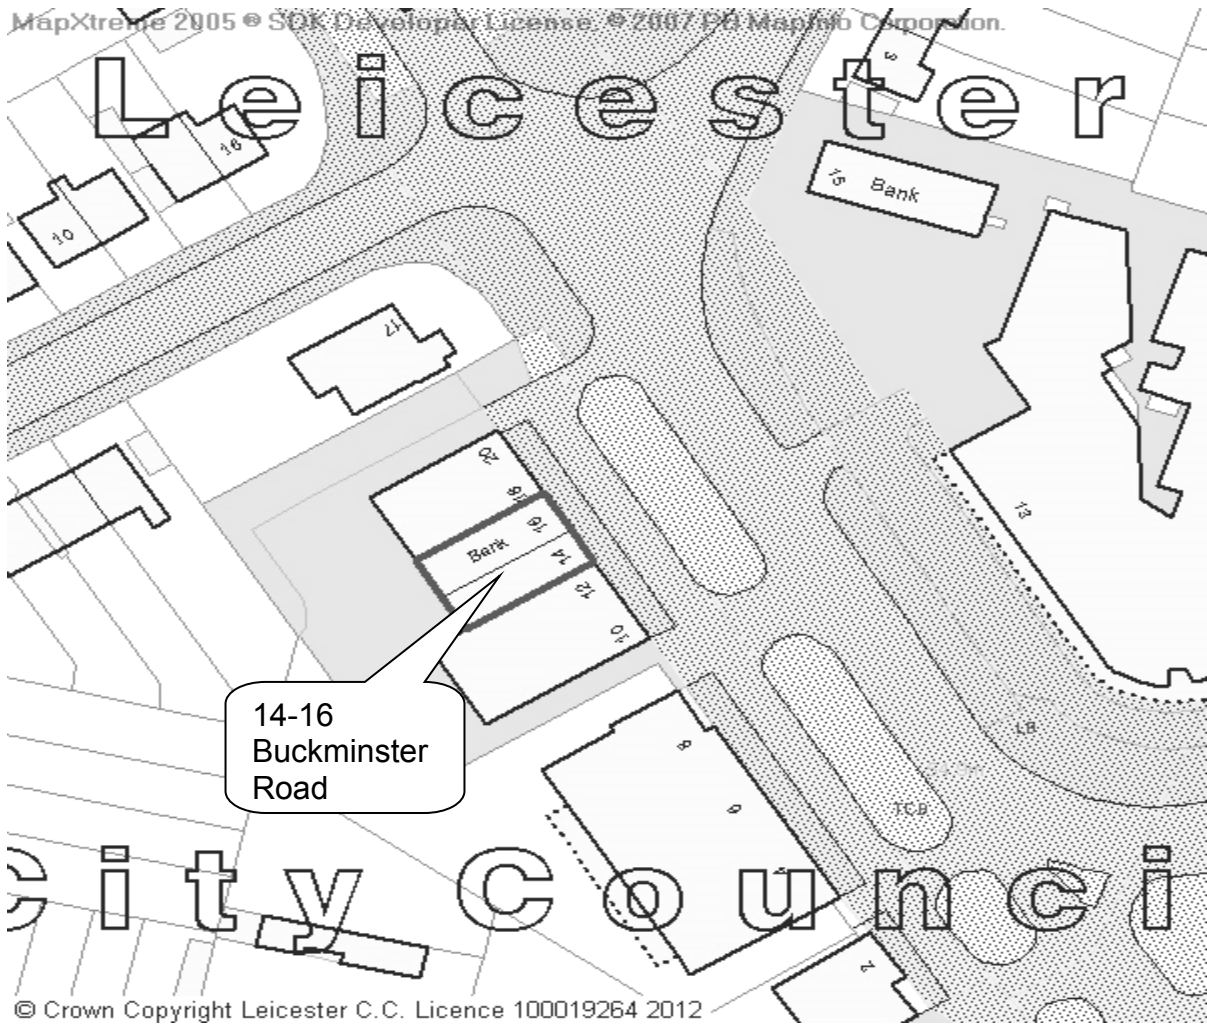 MapXtreme 2005 ® SDK Developer License. © 2007 PB MapInfo Corporation.
Leicester
16
10
15 Bank
17
20
18
16
Bank
14
12
10
13
14-16
Buckminster
Road
LB
8
6
TCB
4
City Counci
2
© Crown Copyright Leicester C.C. Licence 100019264 2012